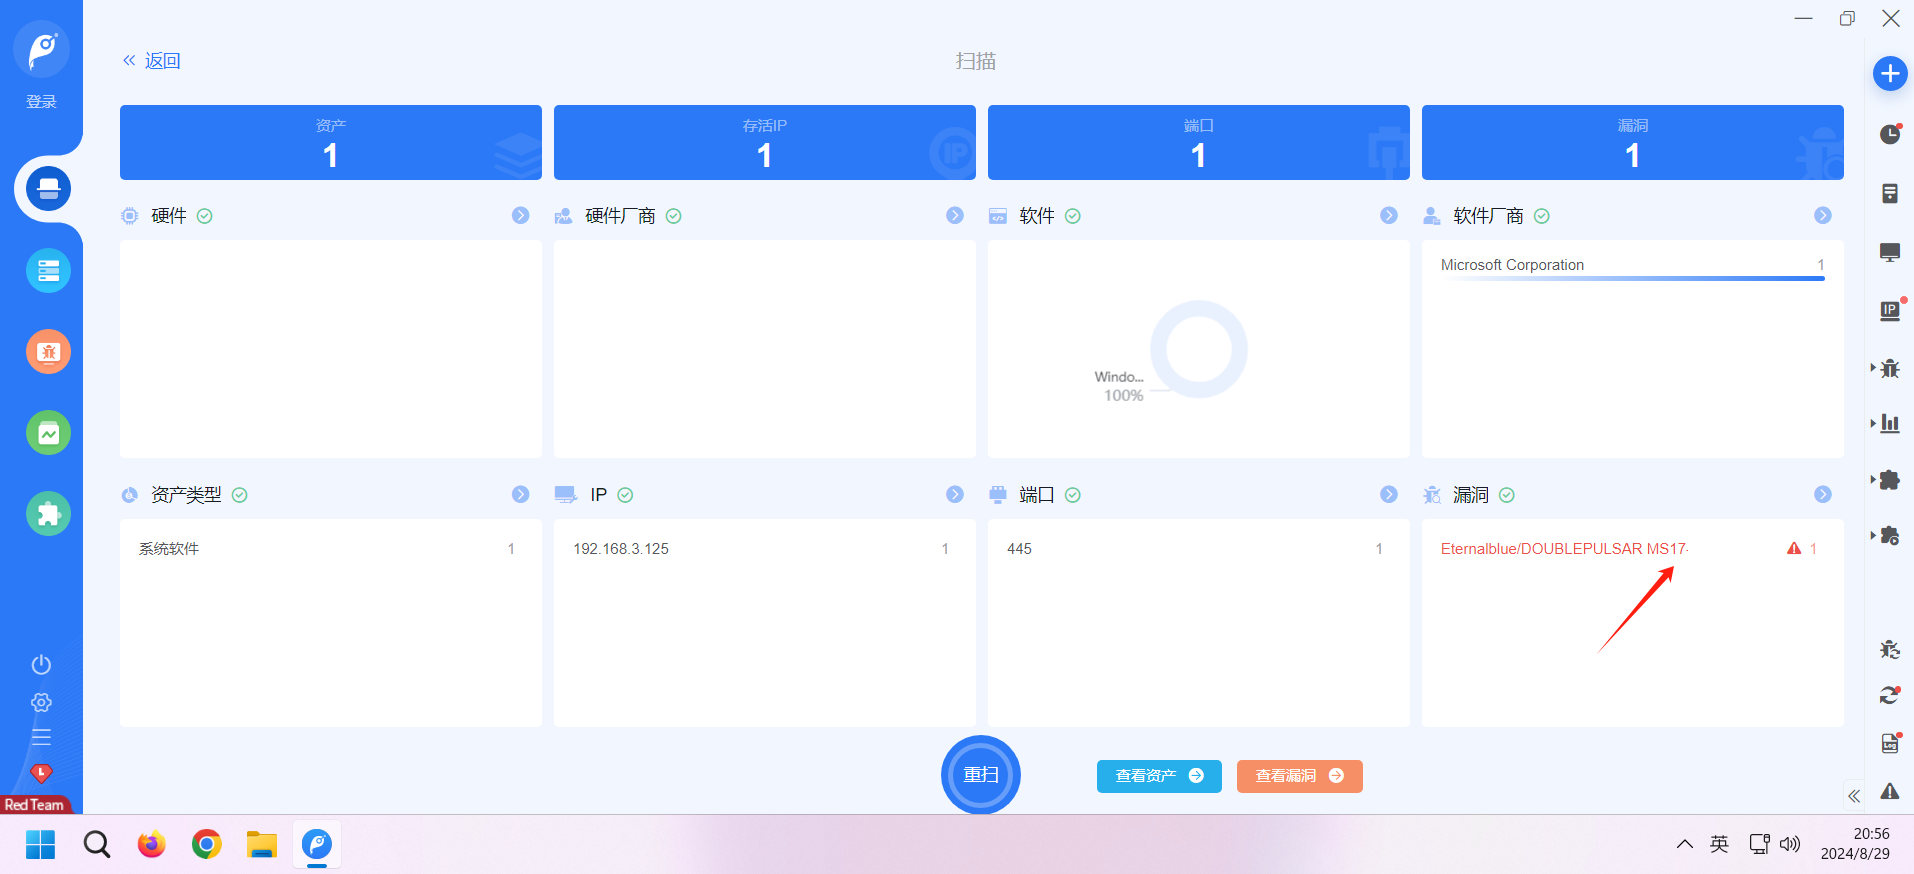 返回
扫描
登录
资产
1
存活IP
1
端口
1
漏洞
1
硬件
硬件厂商
软件
软件厂商
Windo...
100%
Microsoft Corporation 1
资产类型
IP
端口
漏洞
系统软件 1
192.168.3.125 1
445 1
Eternalblue/DOUBLEPULSAR MS17- 1
重扫
查看资产
查看漏洞
Red Team
IP
LOG
英
20:56
2024/8/29